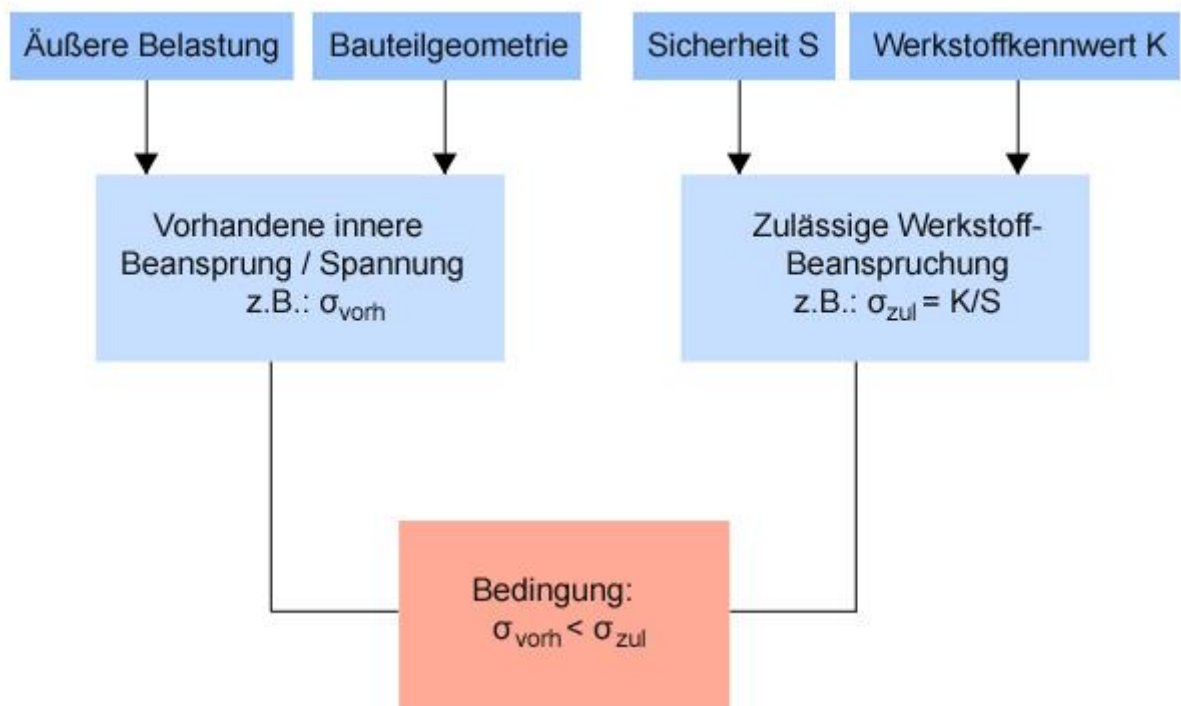 Äußere Belastung
Bauteilgeometrie
Sicherheit S
Werkstoffkennwert K
Vorhandene innere
Beansprung / Spannung
z.B.: σvorh
Zulässige Werkstoff-
Beanspruchung
z.B.: σzul = K/S
Bedingung:
σvorh < σzul